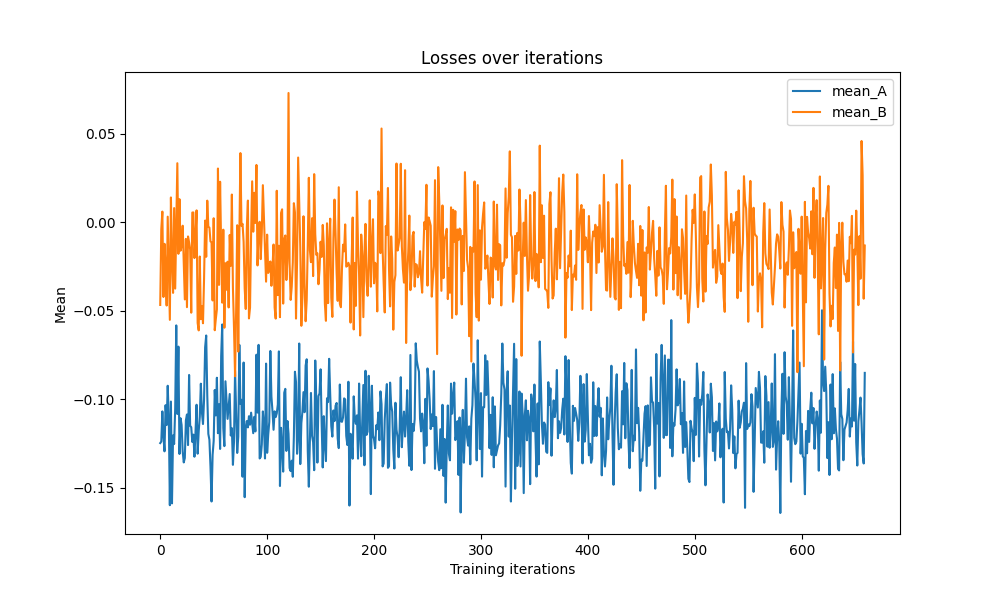 Losses over iterations
mean_A
mean_B
0.05
0.00
−0.05
−0.10
−0.15
Mean
0 100 200 300 400 500 600
Training iterations